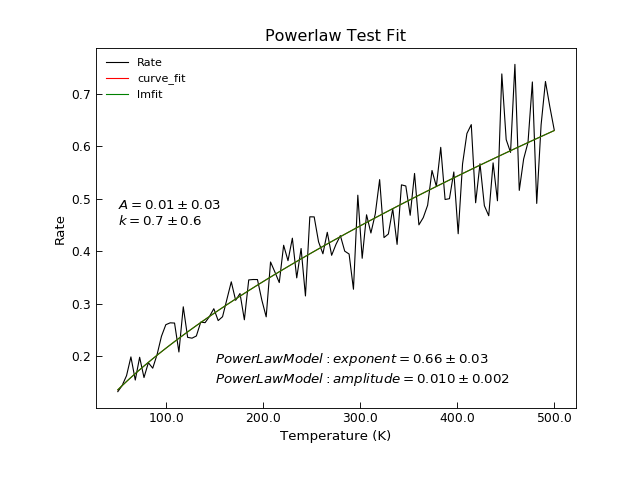 Powerlaw Test Fit
Rate
curve_fit
lmfit
0.7
0.6
0.5
0.4
0.3
0.2
Rate
A = 0.01 ± 0.03
k = 0.7 ± 0.6
PowerLawModel: exponent = 0.66 ± 0.03
PowerLawModel: amplitude = 0.010 ± 0.002
100.0 200.0 300.0 400.0 500.0
Temperature (K)